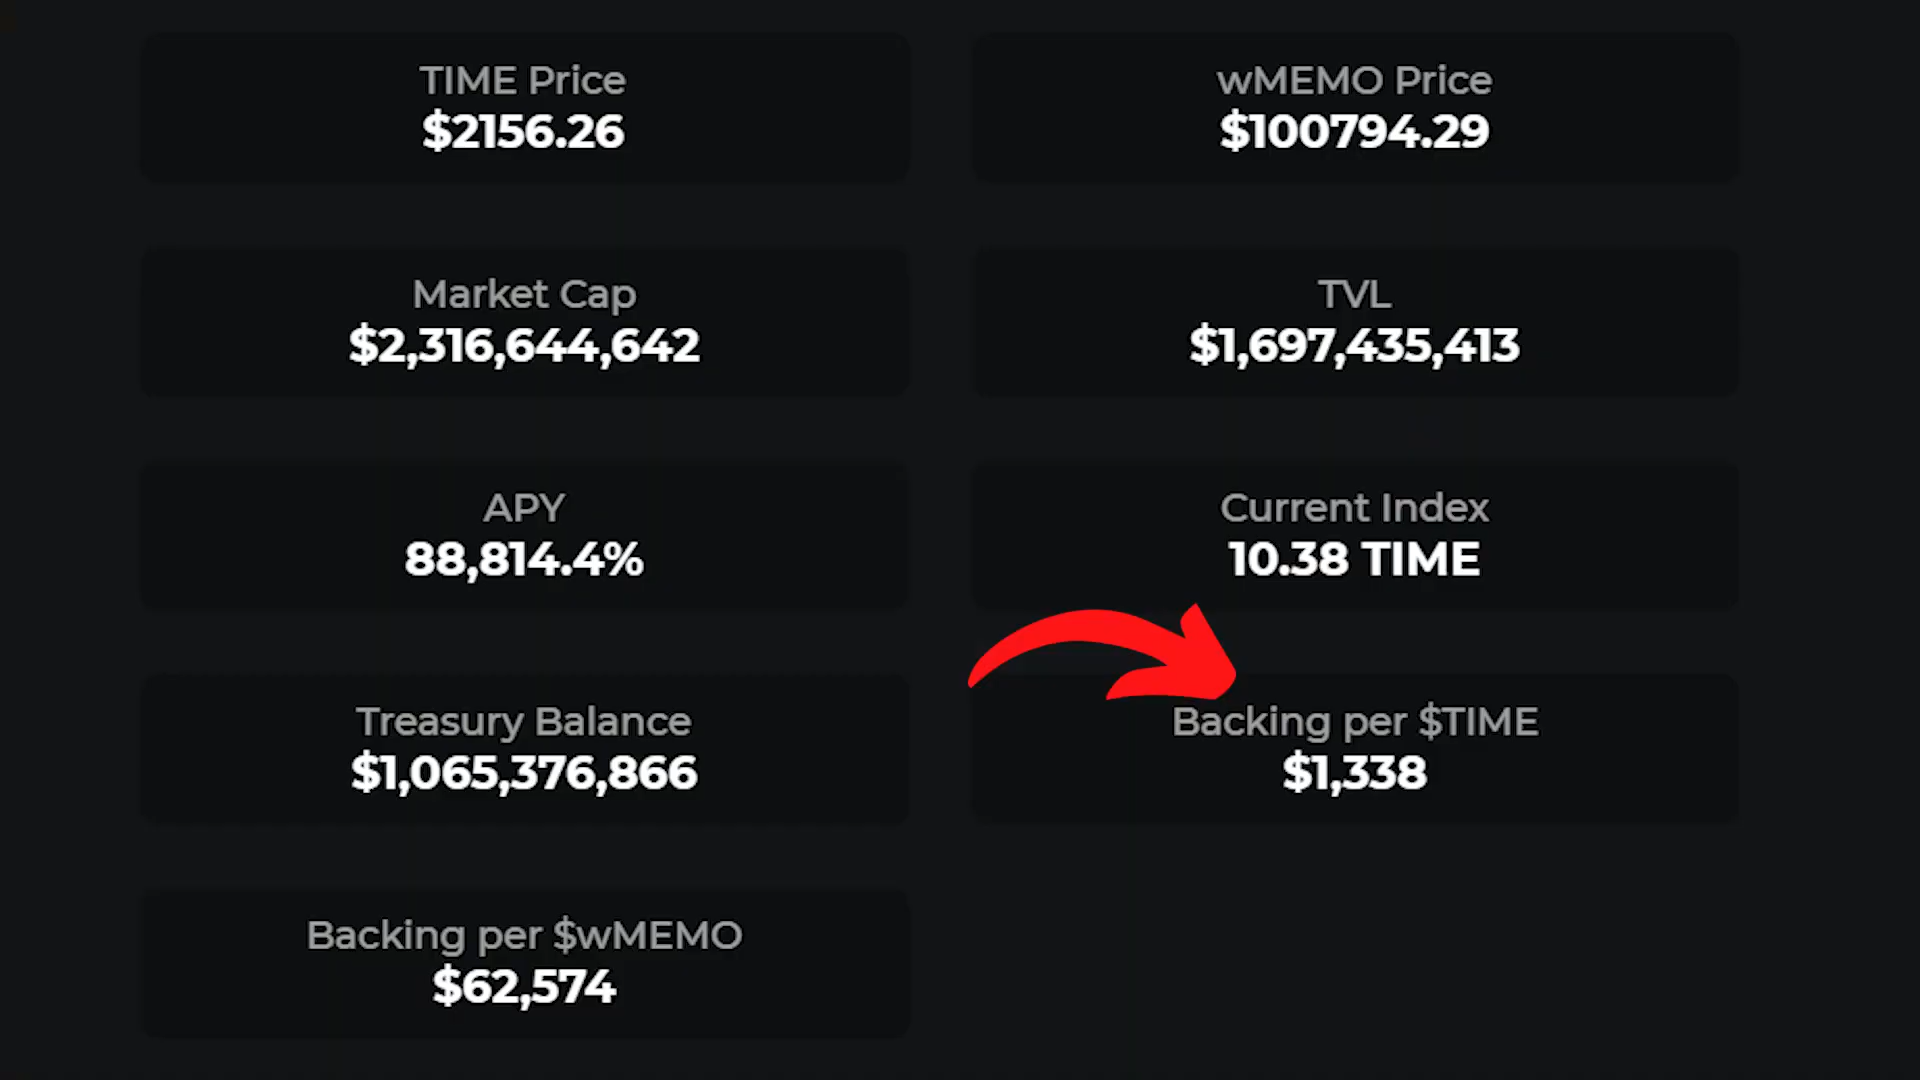 TIME Price
$2156.26
wMEMO Price
$100794.29
Market Cap
$2,316,644,642
TVL
$1,697,435,413
APY
88,814.4%
Current Index
10.38 TIME
Treasury Balance
$1,065,376,866
Backing per $TIME
$1,338
Backing per $wMEMO
$62,574